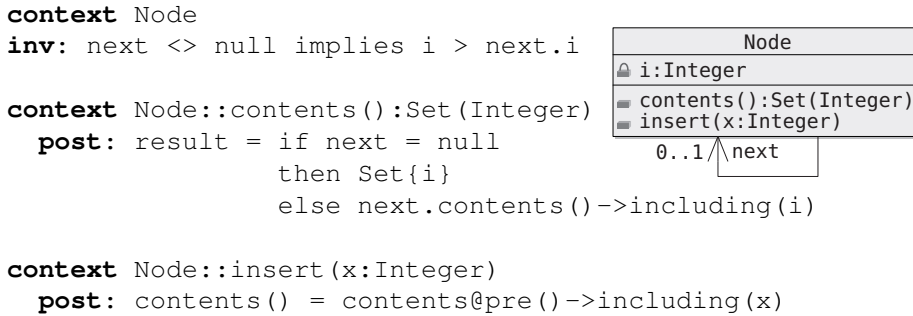 context Node
inv: next <> null implies i > next.i
Node
i:Integer
context Node::contents():Set(Integer)
contents():Set(Integer)
insert(x:Integer)
post: result = if next = null
0..1 next
then Set{i}
else next.contents()->including(i)
context Node::insert(x:Integer)
post: contents() = contents@pre()->including(x)